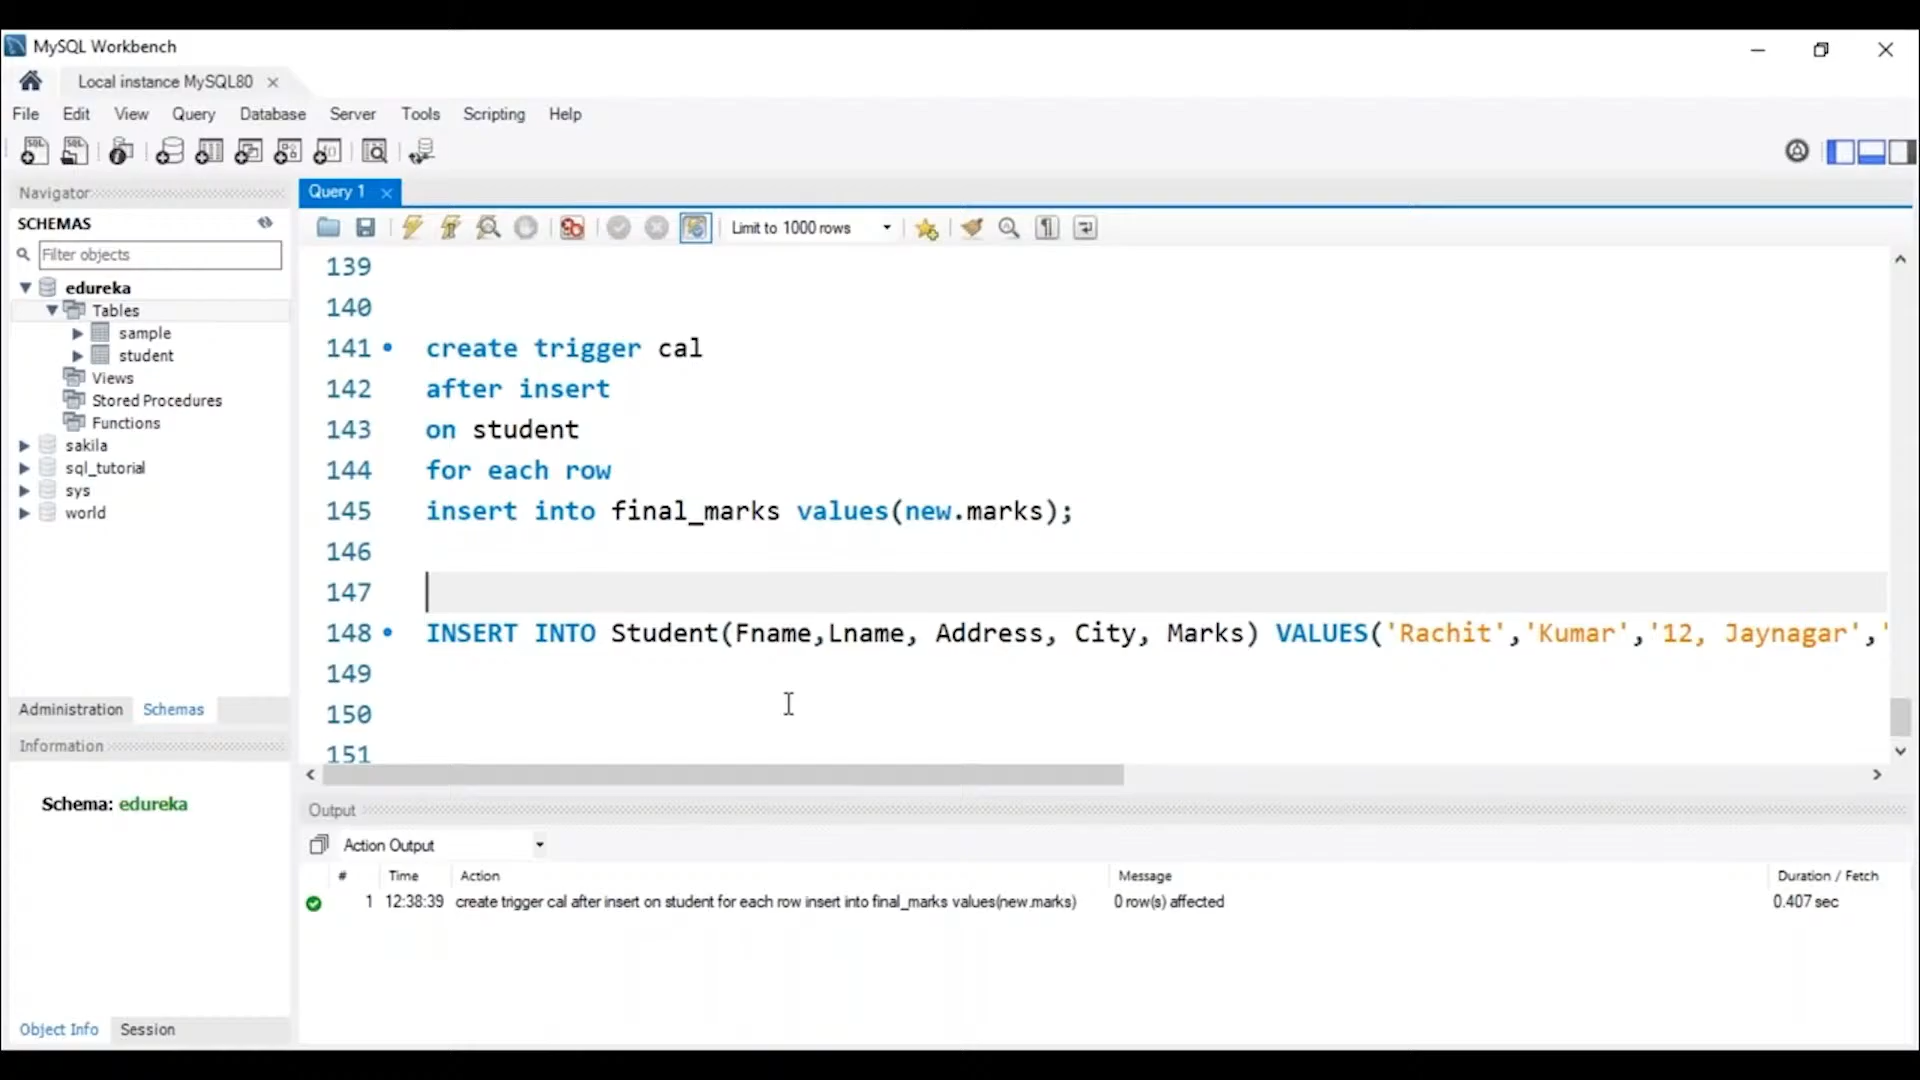 MySQL Workbench
Local instance MySQL80
File Edit View Query Database Server Tools Scripting Help
Navigator
SCHEMAS
Filter objects
edureka
Tables
sample
student
Views
Stored Procedures
Functions
sakila
sql_tutorial
sys
world
Administration Schemas
Information
Schema: edureka
Object Info Session
Query 1
Limit to 1000 rows
139
140
141 create trigger cal
142 after insert
143 on student
144 for each row
145 insert into final_marks values(new.marks);
146
147
148 INSERT INTO Student(Fname,Lname, Address, City, Marks) VALUES('Rachit','Kumar','12, Jaynagar','
149
150
151
Output
Action Output
# Time Action Message Duration / Fetch
1 12:38:39 create trigger cal after insert on student for each row insert into final_marks values(new.marks) 0 row(s) affected 0.407 sec